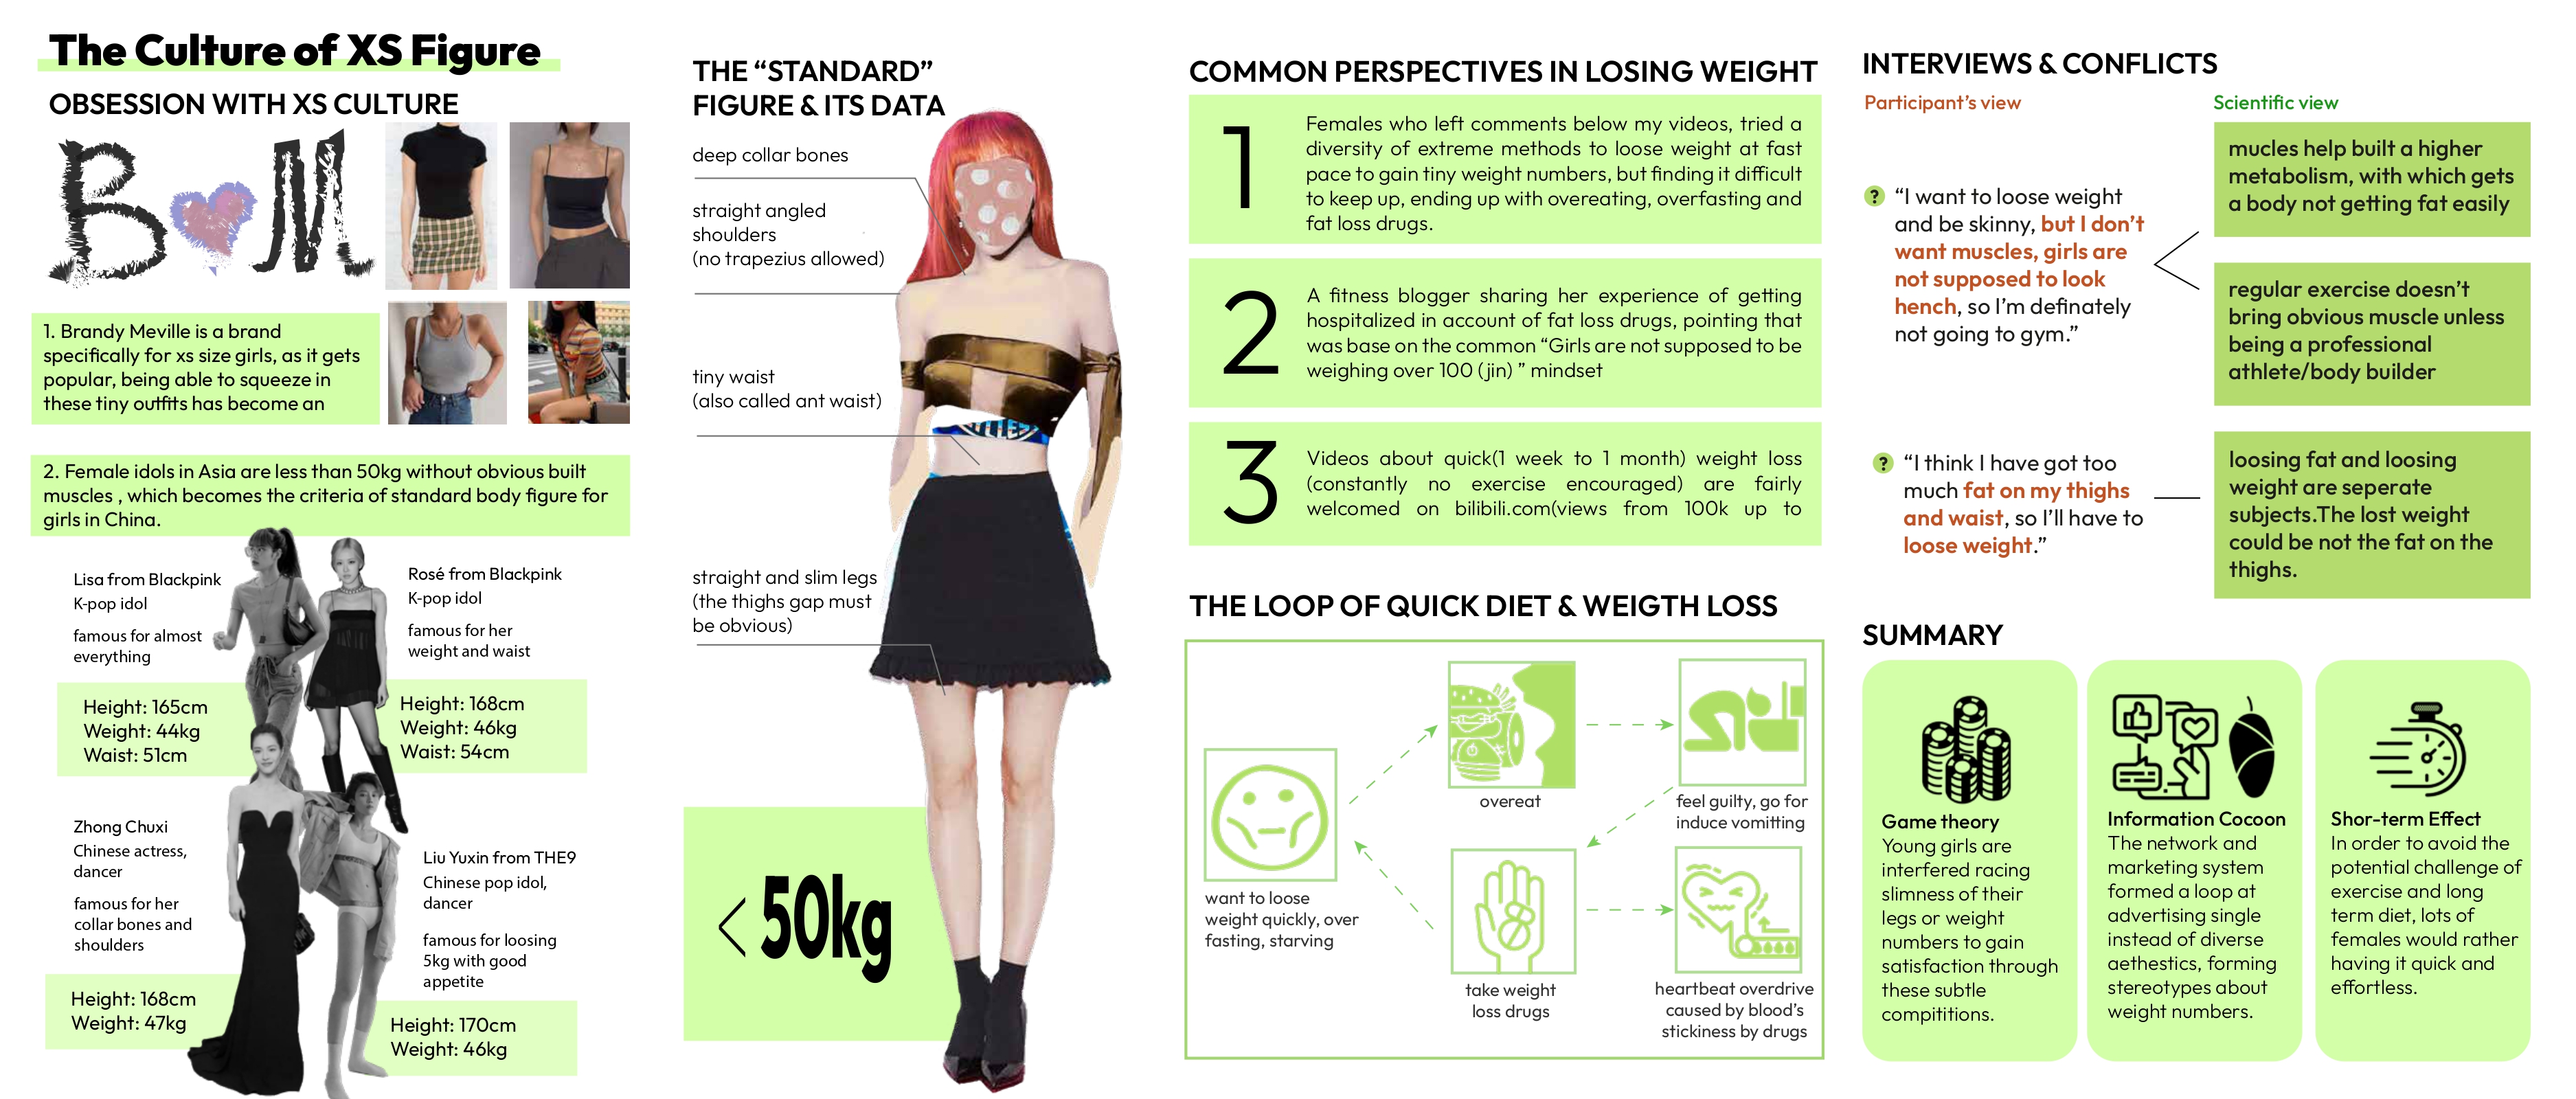 The Culture of XS Figure
OBSESSION WITH XS CULTURE
B M
1. Brandy Meville is a brand
specifically for xs size girls, as it gets
popular, being able to squeeze in
these tiny outfits has become an
2. Female idols in Asia are less than 50kg without obvious built
muscles , which becomes the criteria of standard body figure for
girls in China.
Lisa from Blackpink
K-pop idol
famous for almost
everything
Height: 165cm
Weight: 44kg
Waist: 51cm
Rosé from Blackpink
K-pop idol
famous for her
weight and waist
Height: 168cm
Weight: 46kg
Waist: 54cm
Zhong Chuxi
Chinese actress,
dancer
famous for her
collar bones and
shoulders
Height: 168cm
Weight: 47kg
Liu Yuxin from THE9
Chinese pop idol,
dancer
famous for loosing
5kg with good
appetite
Height: 170cm
Weight: 46kg
THE “STANDARD”
FIGURE & ITS DATA
deep collar bones
straight angled
shoulders
(no trapezius allowed)
tiny waist
(also called ant waist)
straight and slim legs
(the thighs gap must
be obvious)
< 50kg
COMMON PERSPECTIVES IN LOSING WEIGHT
1
Females who left comments below my videos, tried a
diversity of extreme methods to loose weight at fast
pace to gain tiny weight numbers, but finding it difficult
to keep up, ending up with overeating, overfasting and
fat loss drugs.
2
A fitness blogger sharing her experience of getting
hospitalized in account of fat loss drugs, pointing that
was base on the common “Girls are not supposed to be
weighing over 100 (jin) ” mindset
3
Videos about quick(1 week to 1 month) weight loss
(constantly no exercise encouraged) are fairly
welcomed on bilibili.com(views from 100k up to
THE LOOP OF QUICK DIET & WEIGTH LOSS
want to loose
weight quickly, over
fasting, starving
overeat
feel guilty, go for
induce vomitting
take weight
loss drugs
heartbeat overdrive
caused by blood’s
stickiness by drugs
INTERVIEWS & CONFLICTS
Participant’s view
Scientific view
? “I want to loose weight
and be skinny, but I don’t
want muscles, girls are
not supposed to look
hench, so I’m definately
not going to gym.”
mucles help built a higher
metabolism, with which gets
a body not getting fat easily
regular exercise doesn’t
bring obvious muscle unless
being a professional
athlete/body builder
? “I think I have got too
much fat on my thighs
and waist, so I’ll have to
loose weight.”
loosing fat and loosing
weight are seperate
subjects.The lost weight
could be not the fat on the
thighs.
SUMMARY
Game theory
Young girls are
interfered racing
slimness of their
legs or weight
numbers to gain
satisfaction through
these subtle
compititions.
Information Cocoon
The network and
marketing system
formed a loop at
advertising single
instead of diverse
aethestics, forming
stereotypes about
weight numbers.
Shor-term Effect
In order to avoid the
potential challenge of
exercise and long
term diet, lots of
females would rather
having it quick and
effortless.